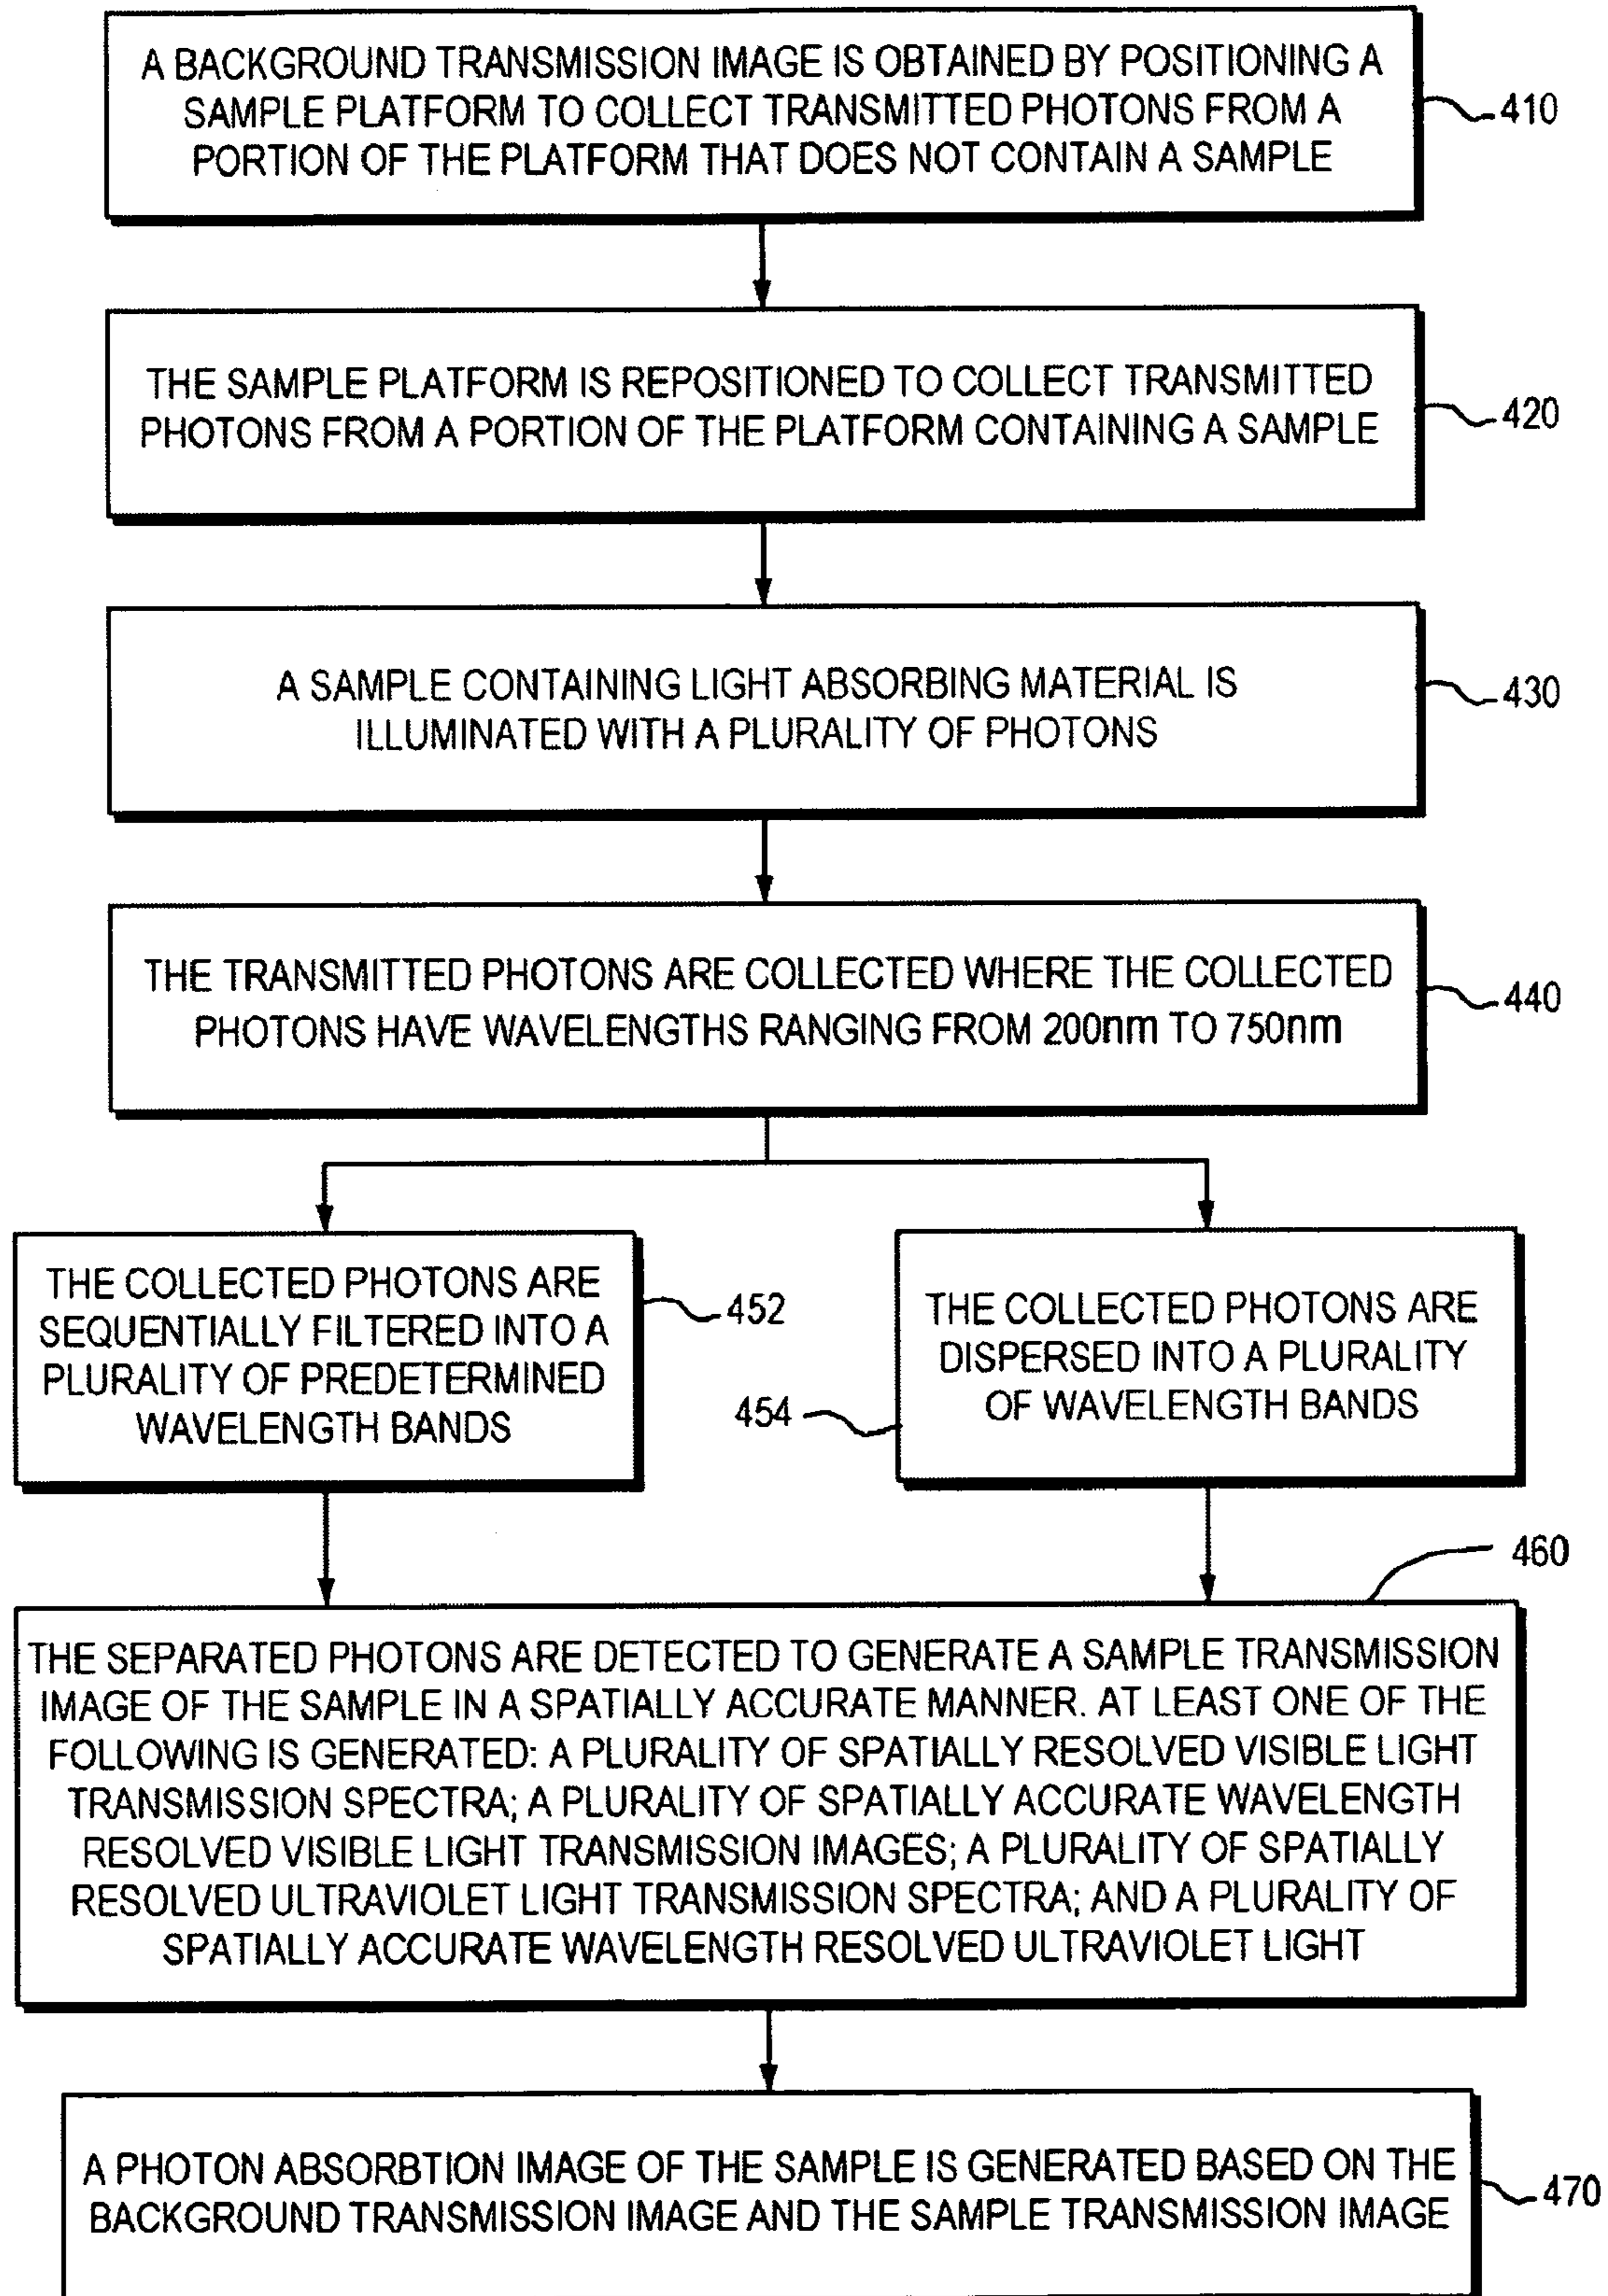 A BACKGROUND TRANSMISSION IMAGE IS OBTAINED BY POSITIONING A
SAMPLE PLATFORM TO COLLECT TRANSMITTED PHOTONS FROM A
PORTION OF THE PLATFORM THAT DOES NOT CONTAIN A SAMPLE
410
THE SAMPLE PLATFORM IS REPOSITIONED TO COLLECT TRANSMITTED
PHOTONS FROM A PORTION OF THE PLATFORM CONTAINING A SAMPLE
420
A SAMPLE CONTAINING LIGHT ABSORBING MATERIAL IS
ILLUMINATED WITH A PLURALITY OF PHOTONS
430
THE TRANSMITTED PHOTONS ARE COLLECTED WHERE THE COLLECTED
PHOTONS HAVE WAVELENGTHS RANGING FROM 200nm TO 750nm
440
THE COLLECTED PHOTONS ARE
SEQUENTIALLY FILTERED INTO A
PLURALITY OF PREDETERMINED
WAVELENGTH BANDS
452
THE COLLECTED PHOTONS ARE
DISPERSED INTO A PLURALITY
OF WAVELENGTH BANDS
454
460
THE SEPARATED PHOTONS ARE DETECTED TO GENERATE A SAMPLE TRANSMISSION
IMAGE OF THE SAMPLE IN A SPATIALLY ACCURATE MANNER. AT LEAST ONE OF THE
FOLLOWING IS GENERATED: A PLURALITY OF SPATIALLY RESOLVED VISIBLE LIGHT
TRANSMISSION SPECTRA; A PLURALITY OF SPATIALLY ACCURATE WAVELENGTH
RESOLVED VISIBLE LIGHT TRANSMISSION IMAGES; A PLURALITY OF SPATIALLY
RESOLVED ULTRAVIOLET LIGHT TRANSMISSION SPECTRA; AND A PLURALITY OF
SPATIALLY ACCURATE WAVELENGTH RESOLVED ULTRAVIOLET LIGHT
A PHOTON ABSORBTION IMAGE OF THE SAMPLE IS GENERATED BASED ON THE
BACKGROUND TRANSMISSION IMAGE AND THE SAMPLE TRANSMISSION IMAGE
470